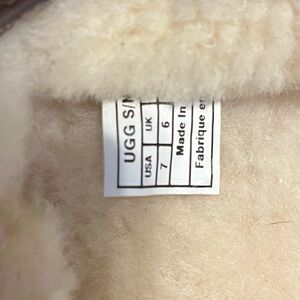 UGG S/N
UK 6
USA 7
Made In
Fabrique en